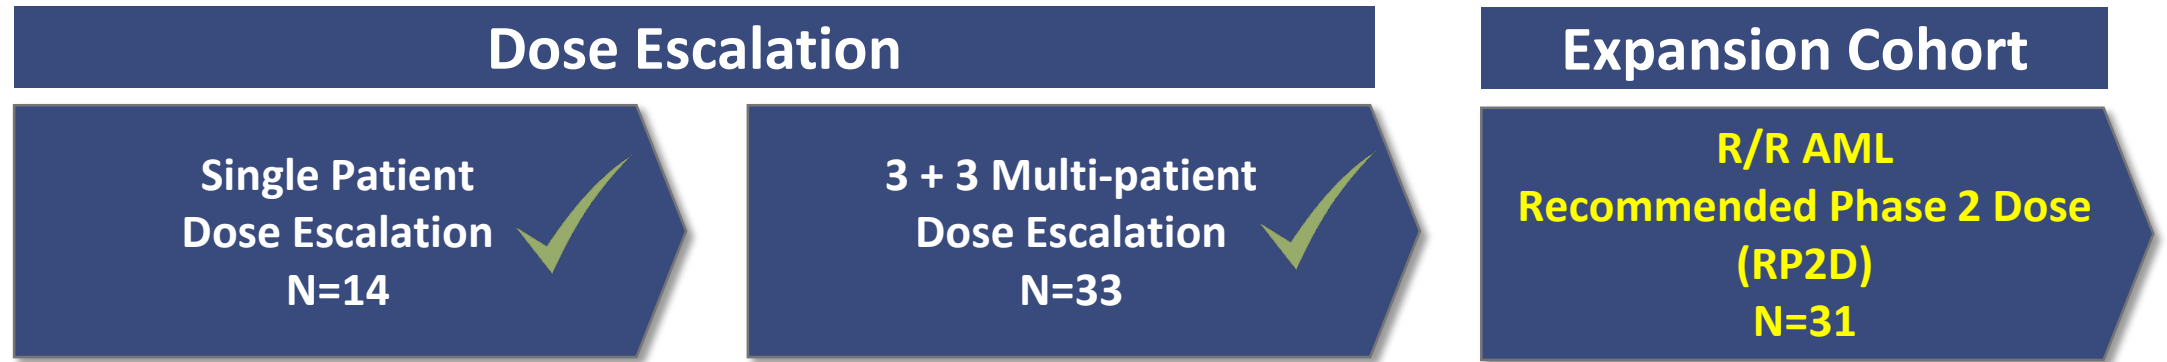 Dose Escalation
Expansion Cohort
Single Patient
Dose Escalation
N=14
3 + 3 Multi-patient
Dose Escalation
N=33
R/R AML
Recommended Phase 2 Dose
(RP2D)
N=31